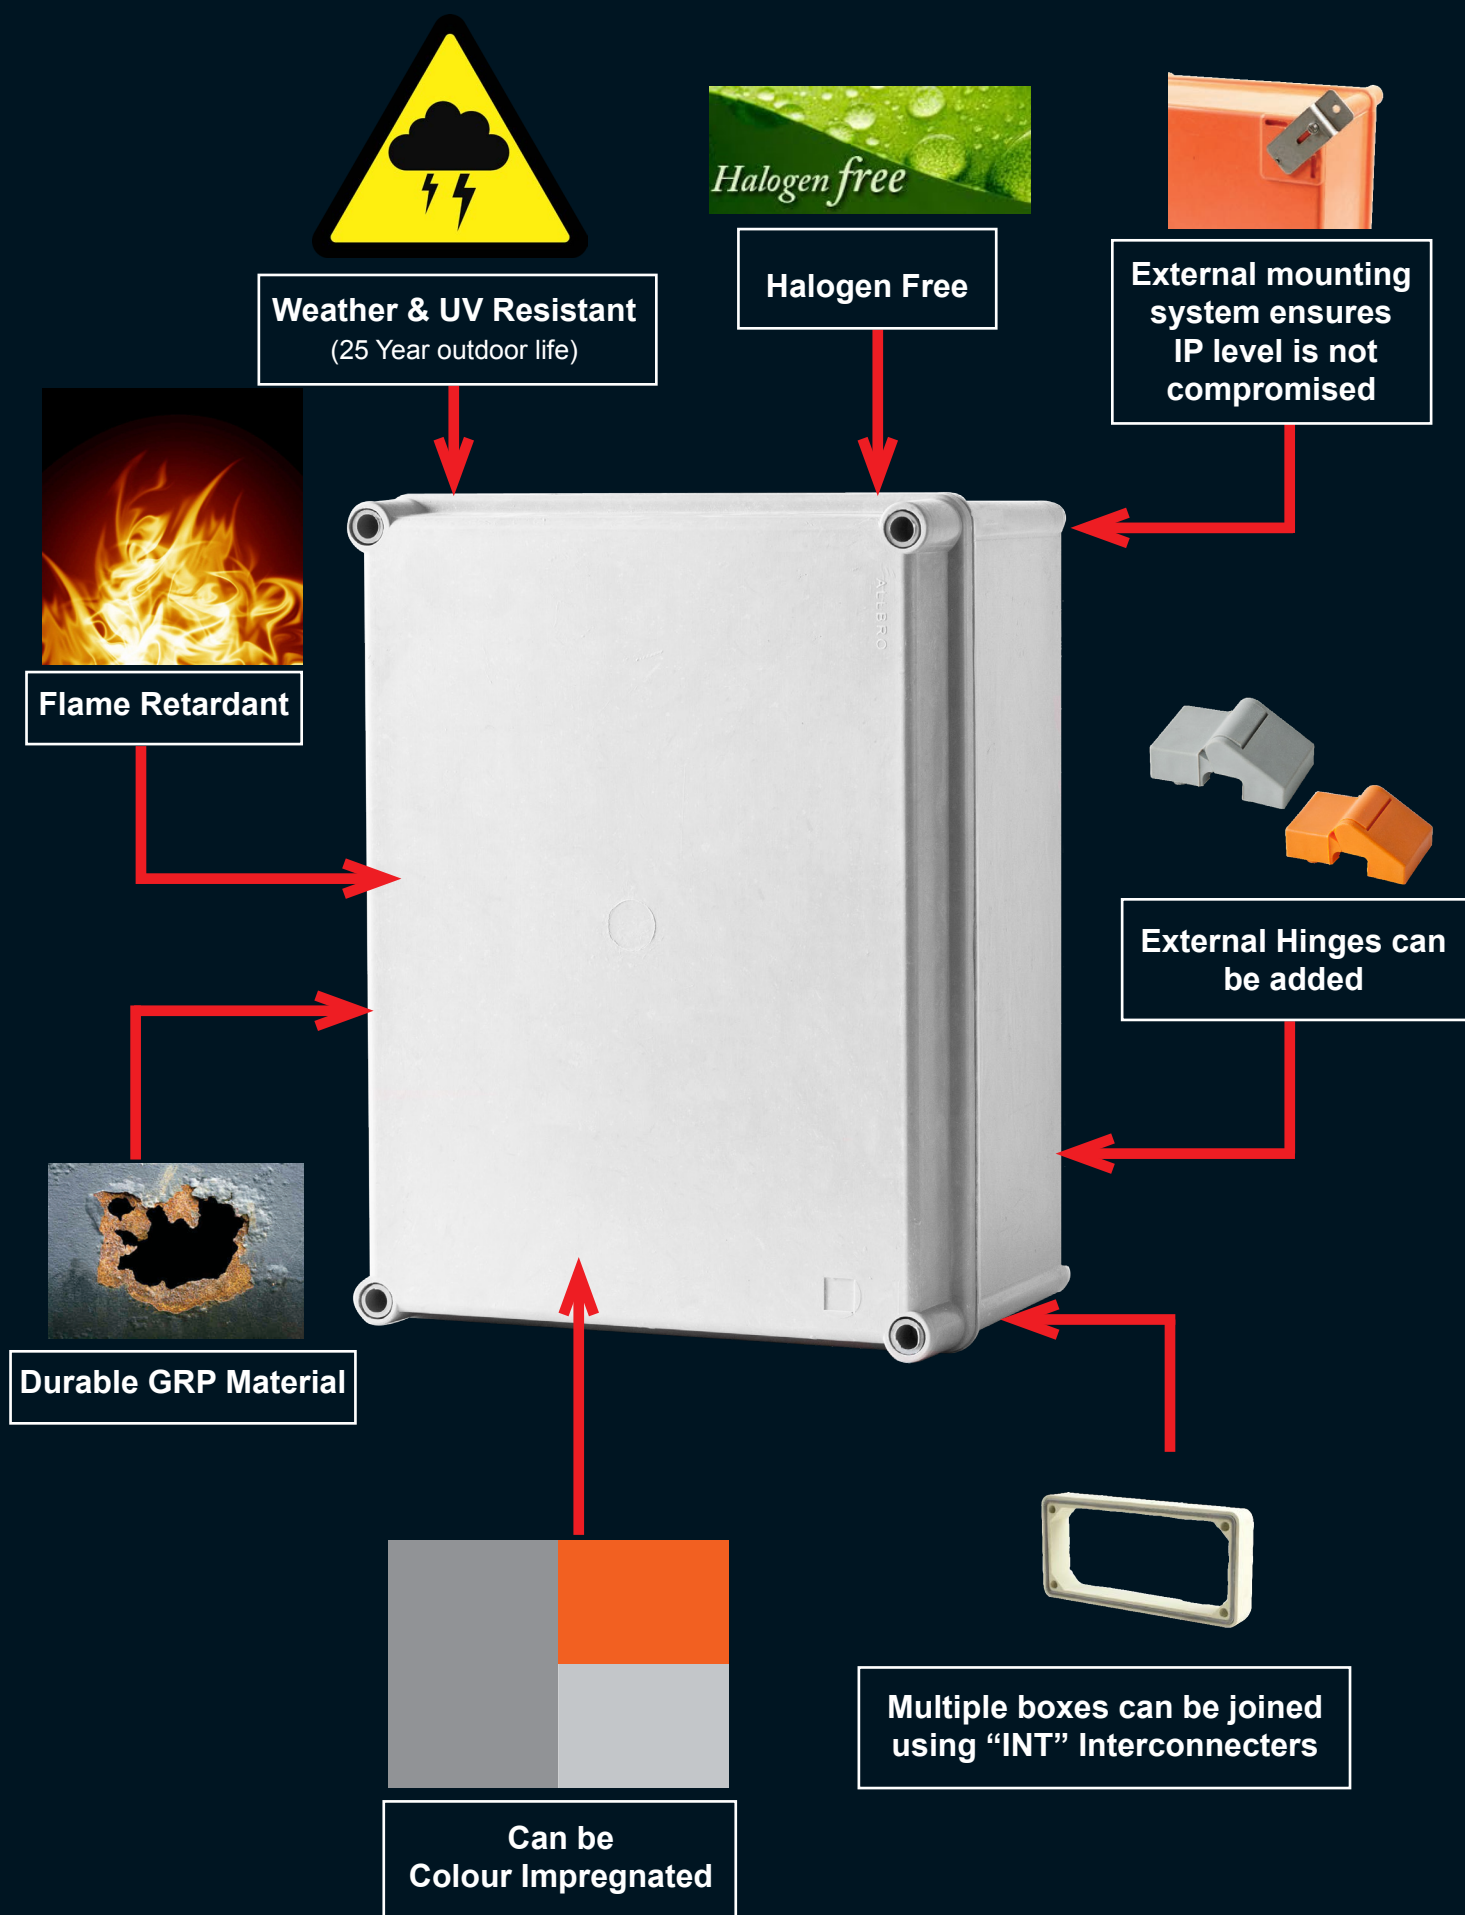 Halogen free
Weather & UV Resistant
(25 Year outdoor life)
Halogen Free
External mounting
system ensures
IP level is not
compromised
Flame Retardant
ALLBRO
External Hinges can
be added
Durable GRP Material
Multiple boxes can be joined
using “INT” Interconnecters
Can be
Colour Impregnated